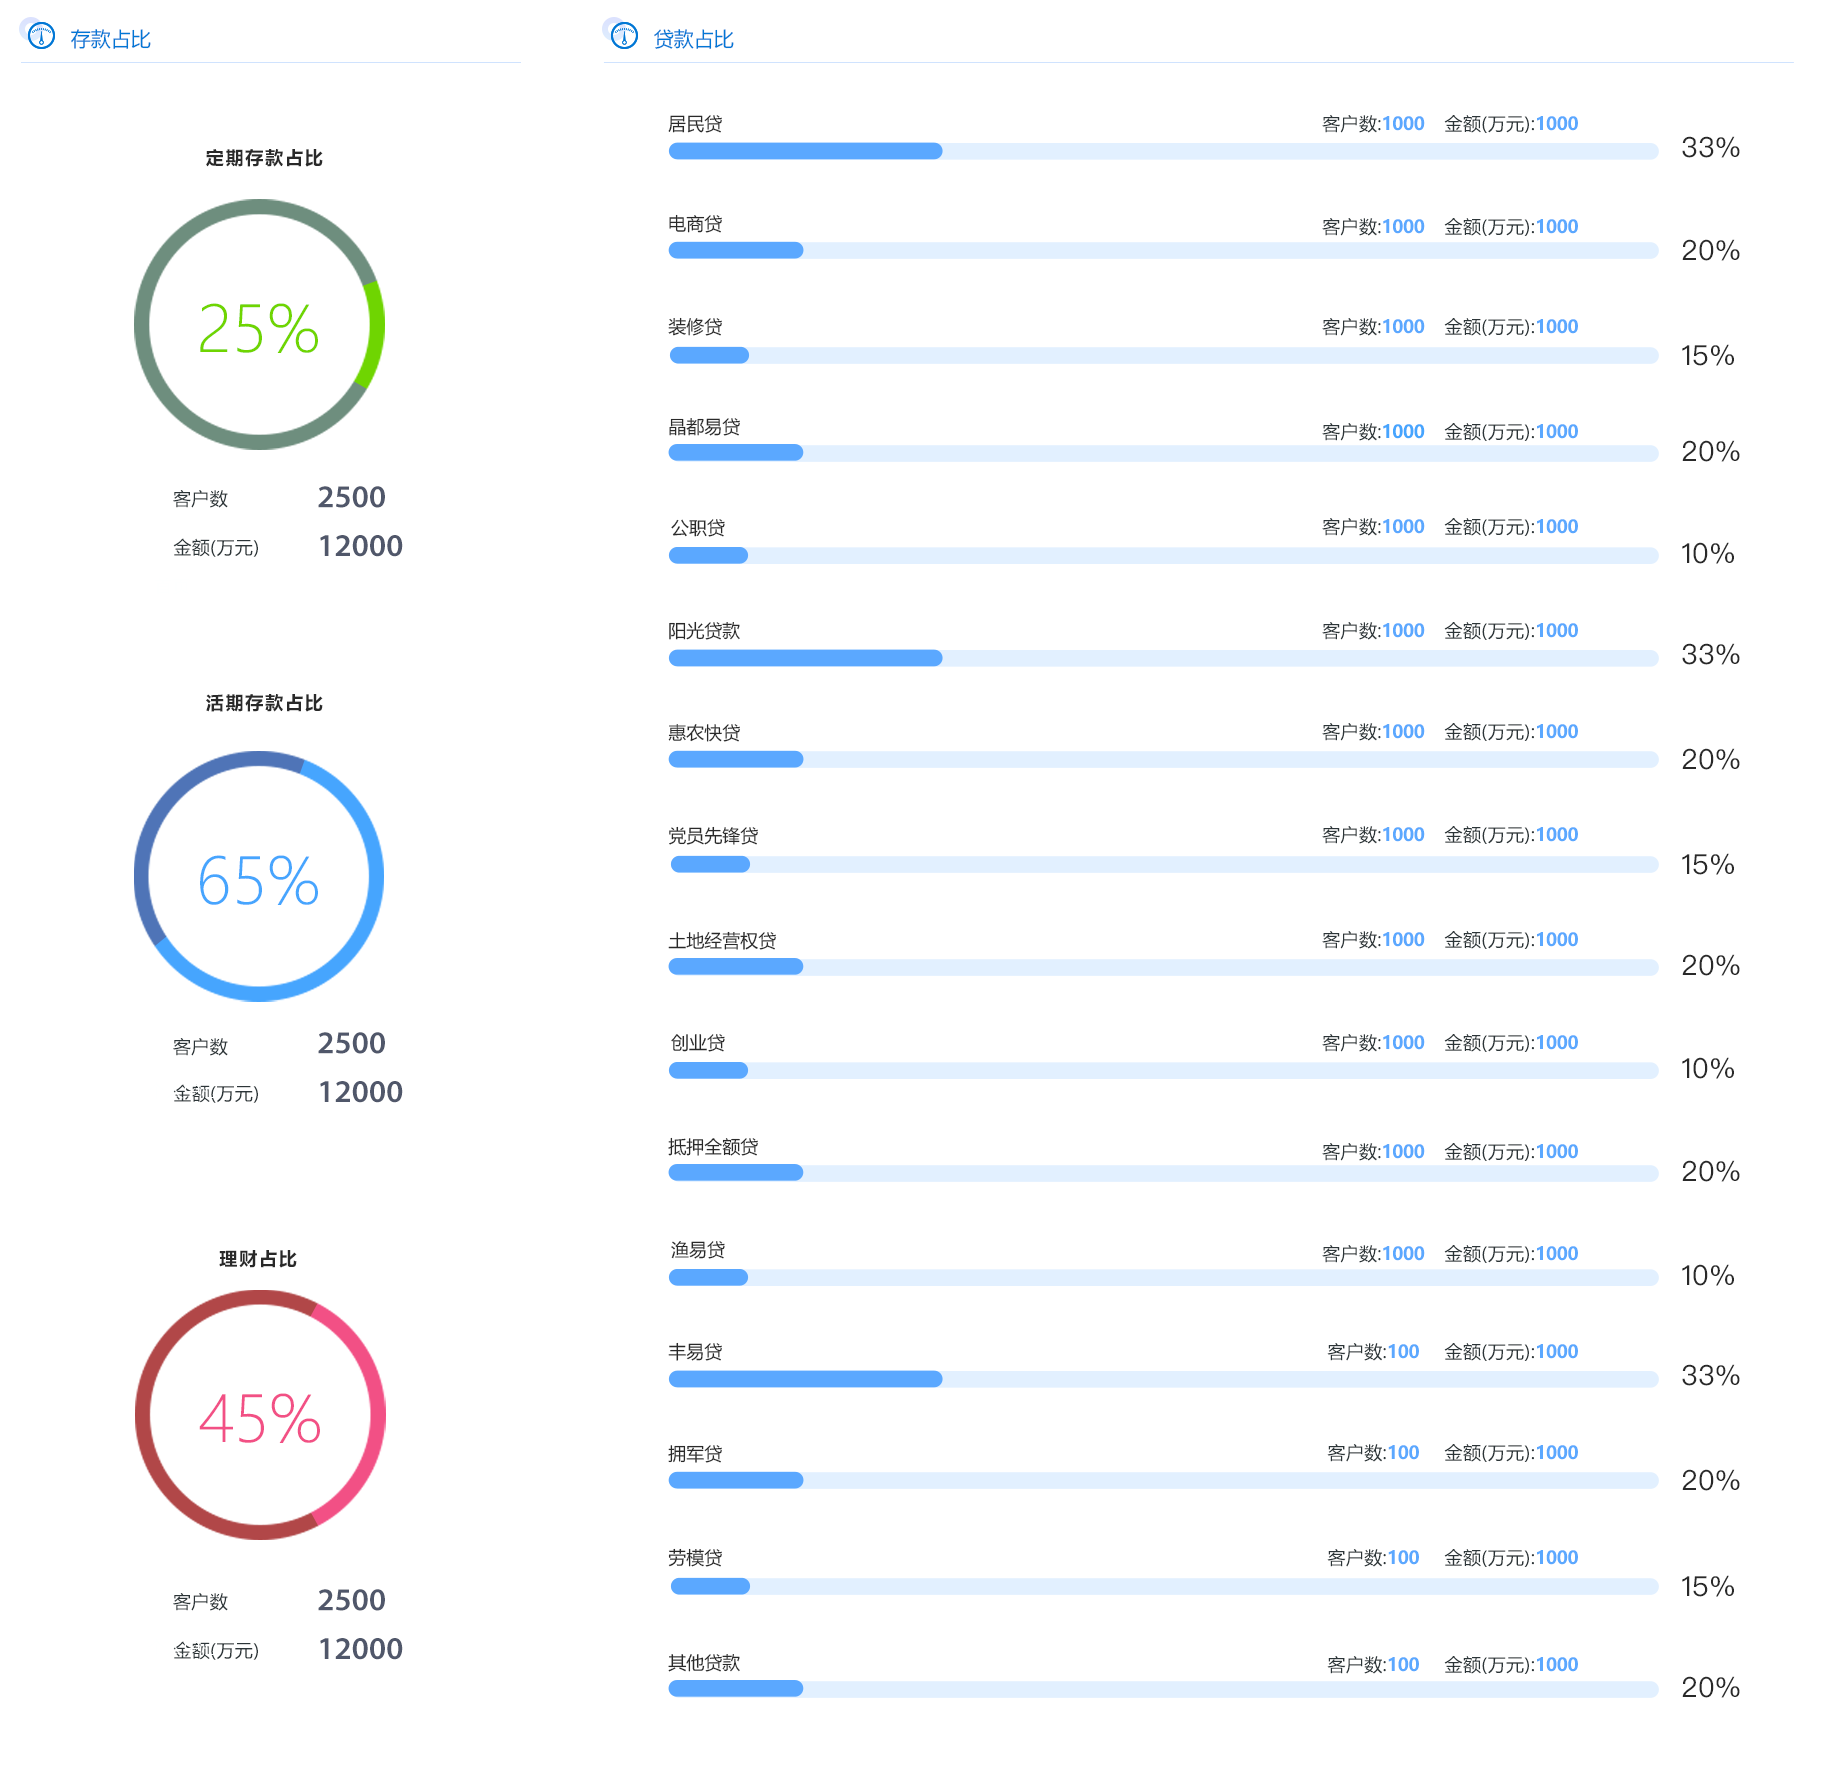 存款占比
定期存款占比
25%
客户数 2500
金额(万元) 12000
活期存款占比
65%
客户数 2500
金额(万元) 12000
理财占比
45%
客户数 2500
金额(万元) 12000
贷款占比
居民贷 客户数:1000 金额(万元):1000
33%
电商贷 客户数:1000 金额(万元):1000
20%
装修贷 客户数:1000 金额(万元):1000
15%
晶都易贷 客户数:1000 金额(万元):1000
20%
公职贷 客户数:1000 金额(万元):1000
10%
阳光贷款 客户数:1000 金额(万元):1000
33%
惠农快贷 客户数:1000 金额(万元):1000
20%
党员先锋贷 客户数:1000 金额(万元):1000
15%
土地经营权贷 客户数:1000 金额(万元):1000
20%
创业贷 客户数:1000 金额(万元):1000
10%
抵押全额贷 客户数:1000 金额(万元):1000
20%
渔易贷 客户数:1000 金额(万元):1000
10%
丰易贷 客户数:100 金额(万元):1000
33%
拥军贷 客户数:100 金额(万元):1000
20%
劳模贷 客户数:100 金额(万元):1000
15%
其他贷款 客户数:100 金额(万元):1000
20%